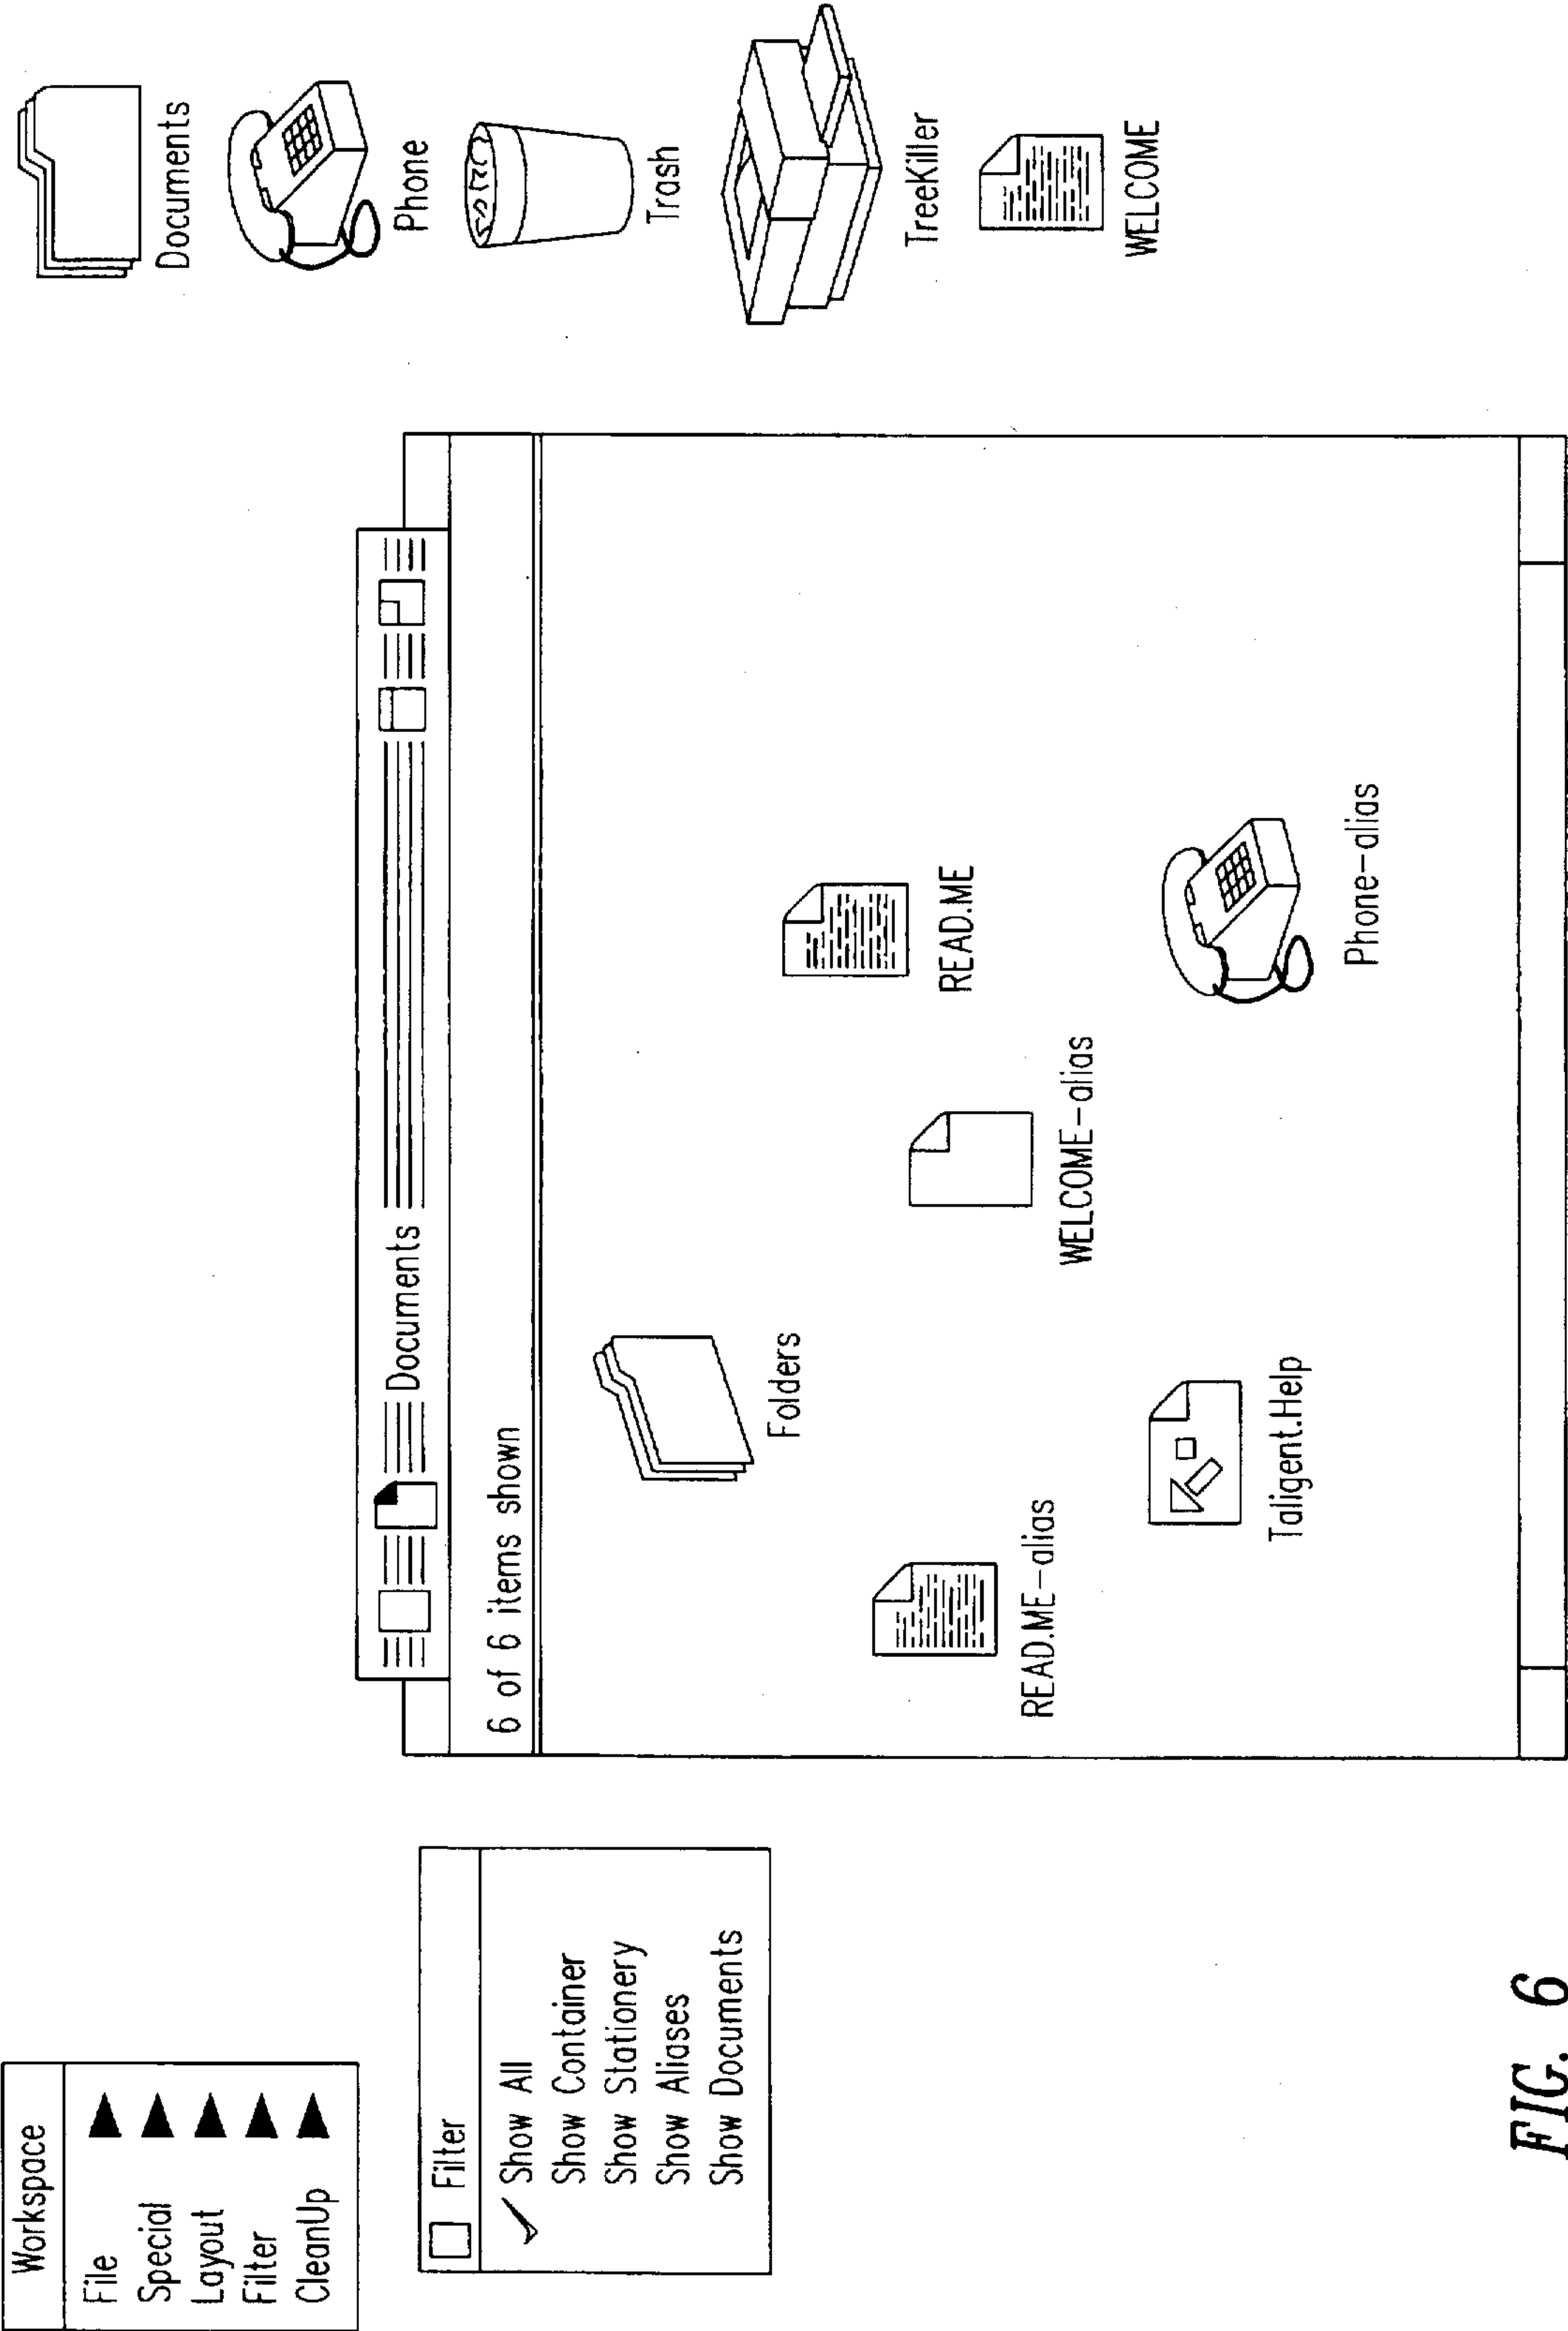 Workspace
File
Special
Layout
Filter
CleanUp
Filter
Show All
Show Container
Show Stationery
Show Aliases
Show Documents
Documents
6 of 6 items shown
Folders
READ.ME
READ.ME-alias
WELCOME-alias
Taligent.Help
Phone-alias
Documents
Phone
Trash
TreeKiller
WELCOME
FIG. 6